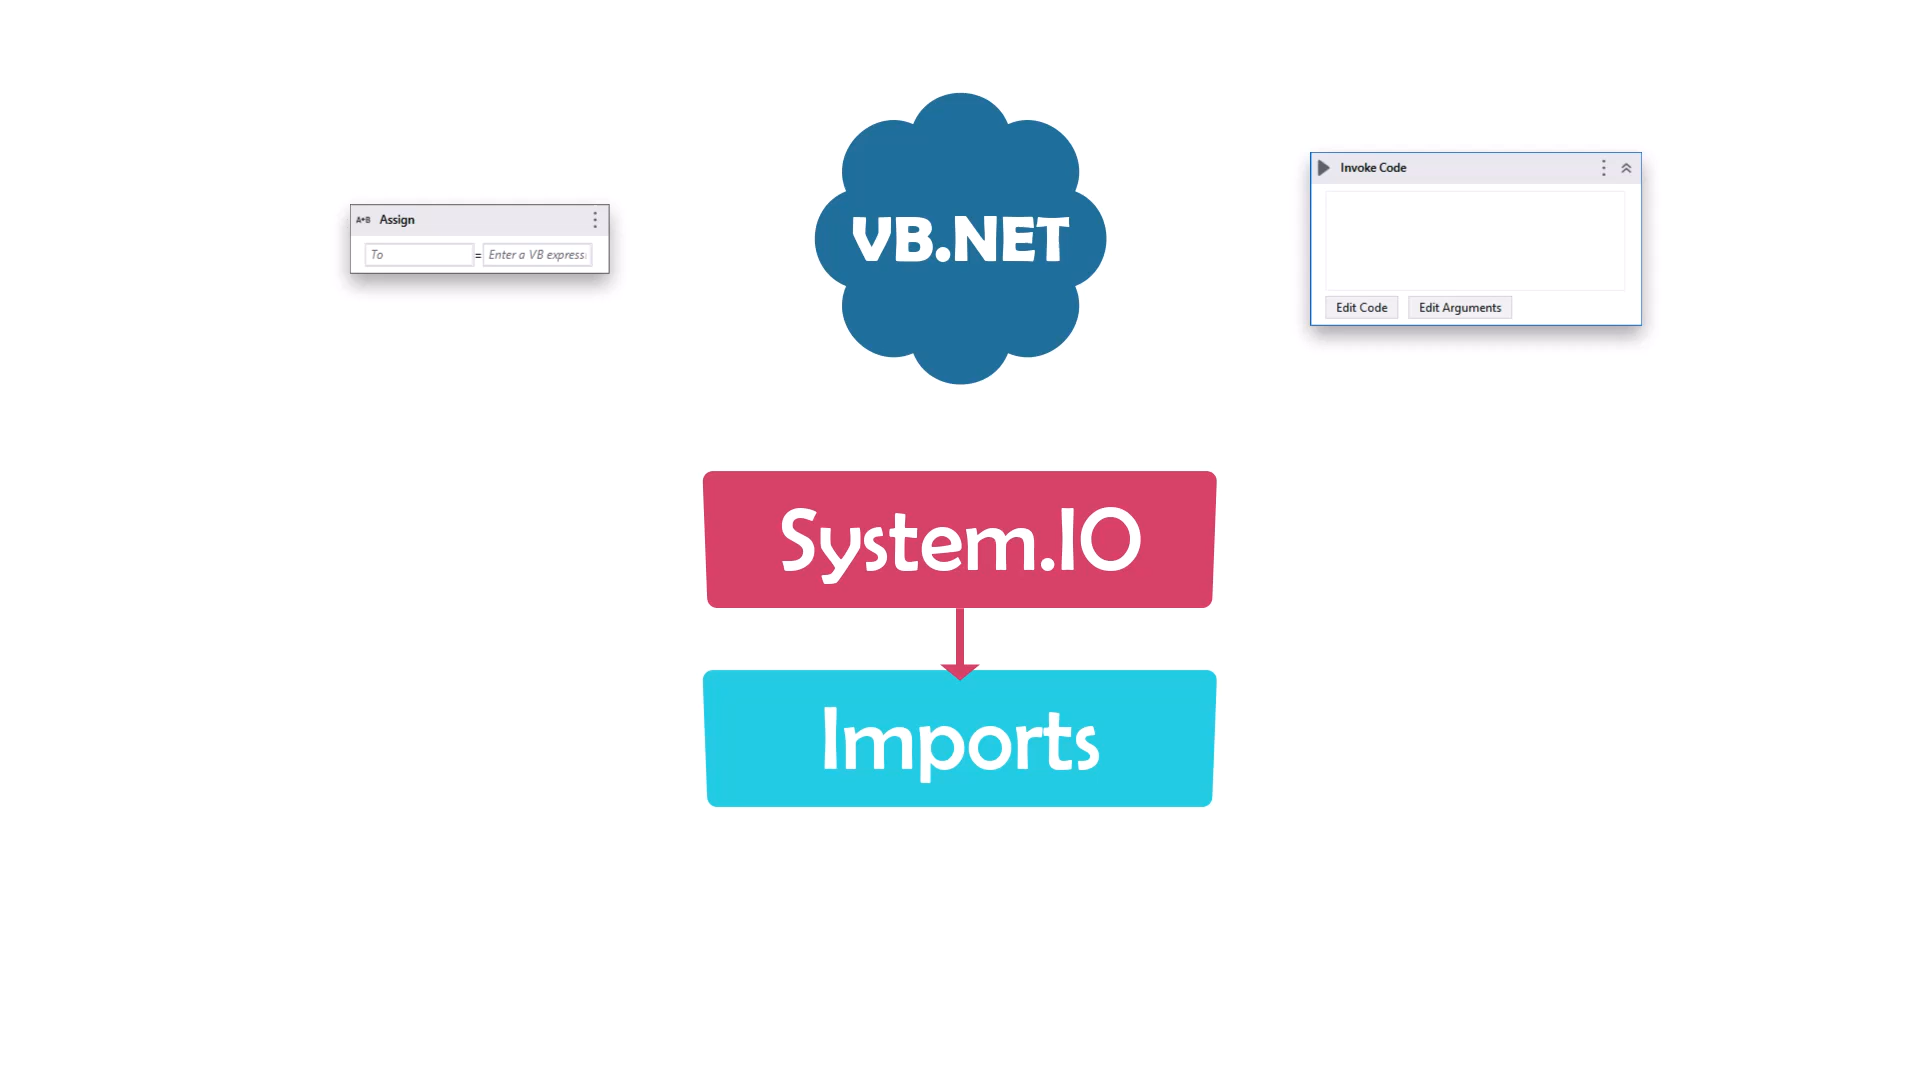 VB.NET
A+B Assign
To = Enter a VB express
Invoke Code
Edit Code Edit Arguments
System.IO
Imports